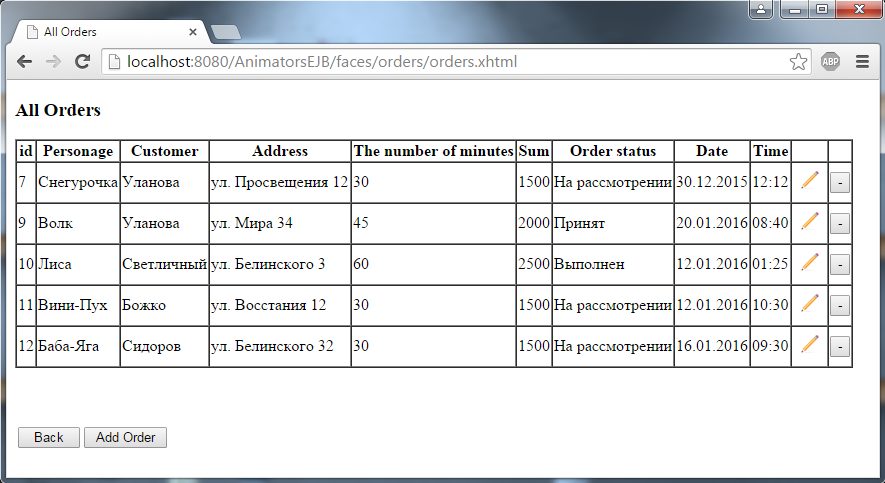 All Orders
localhost:8080/AnimatorsEJB/faces/orders/orders.xhtml
ABP
All Orders
id Personage Customer Address The number of minutes Sum Order status Date Time
7 Снегурочка Уланова ул. Просвещения 12 30 1500 На рассмотрении 30.12.2015 12:12 -
9 Волк Уланова ул. Мира 34 45 2000 Принят 20.01.2016 08:40 -
10 Лиса Светличный ул. Белинского 3 60 2500 Выполнен 12.01.2016 01:25 -
11 Вини-Пух Божко ул. Восстания 12 30 1500 На рассмотрении 12.01.2016 10:30 -
12 Баба-Яга Сидоров ул. Белинского 32 30 1500 На рассмотрении 16.01.2016 09:30 -
Back Add Order